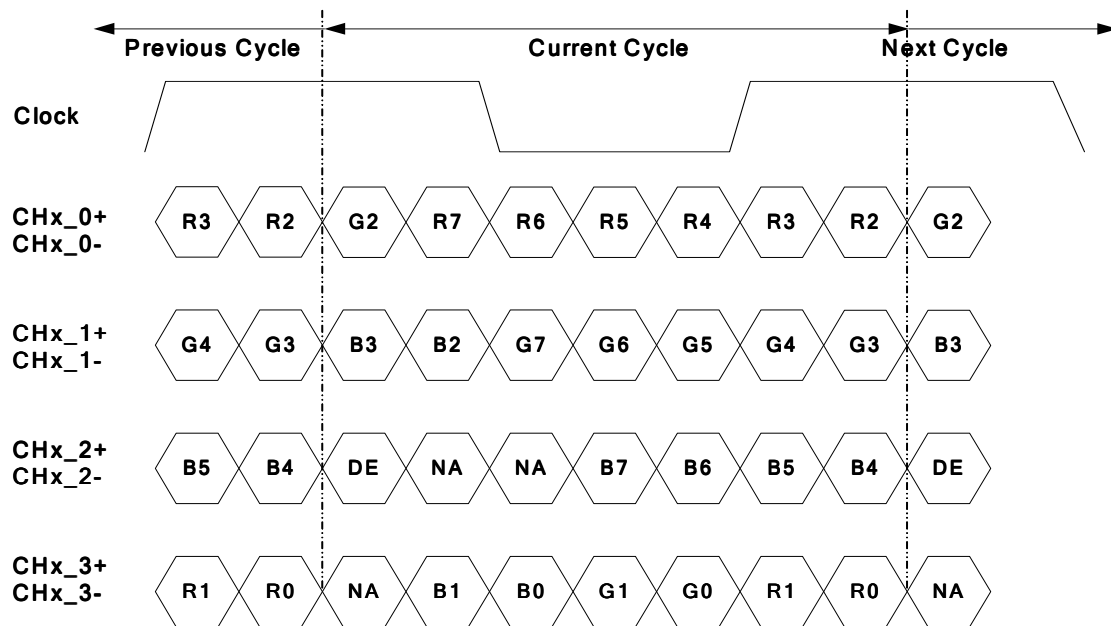 Previous Cycle Current Cycle Next Cycle
Clock
CHx_0+
CHx_0-
R3 R2 G2 R7 R6 R5 R4 R3 R2 G2
CHx_1+
CHx_1-
G4 G3 B3 B2 G7 G6 G5 G4 G3 B3
CHx_2+
CHx_2-
B5 B4 DE NA NA B7 B6 B5 B4 DE
CHx_3+
CHx_3-
R1 R0 NA B1 B0 G1 G0 R1 R0 NA